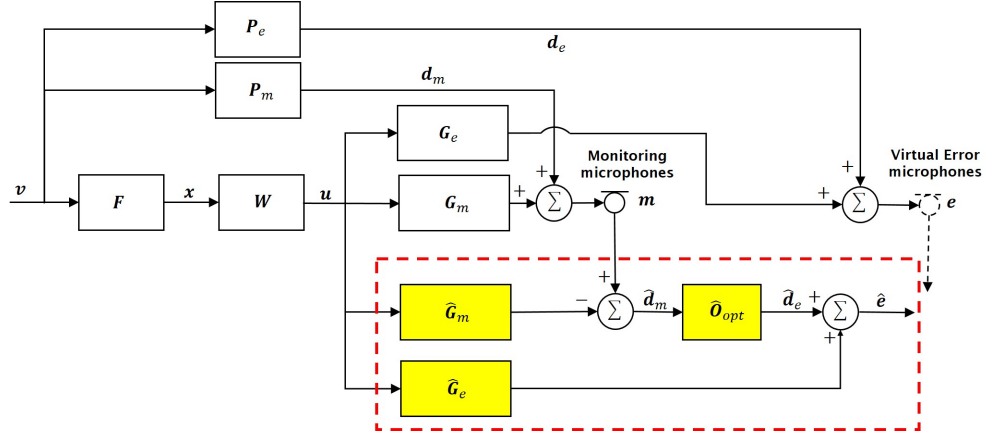 P_e
d_e
d_m
P_m
G_e
Monitoring
microphones
Virtual Error
microphones
+
+
v
F
x
W
u
G_m
+
∑
m
+
∑
e
+
Ĝ_m
−
∑
d̂_m
Ô_opt
d̂_e
+
∑
ê
+
Ĝ_e